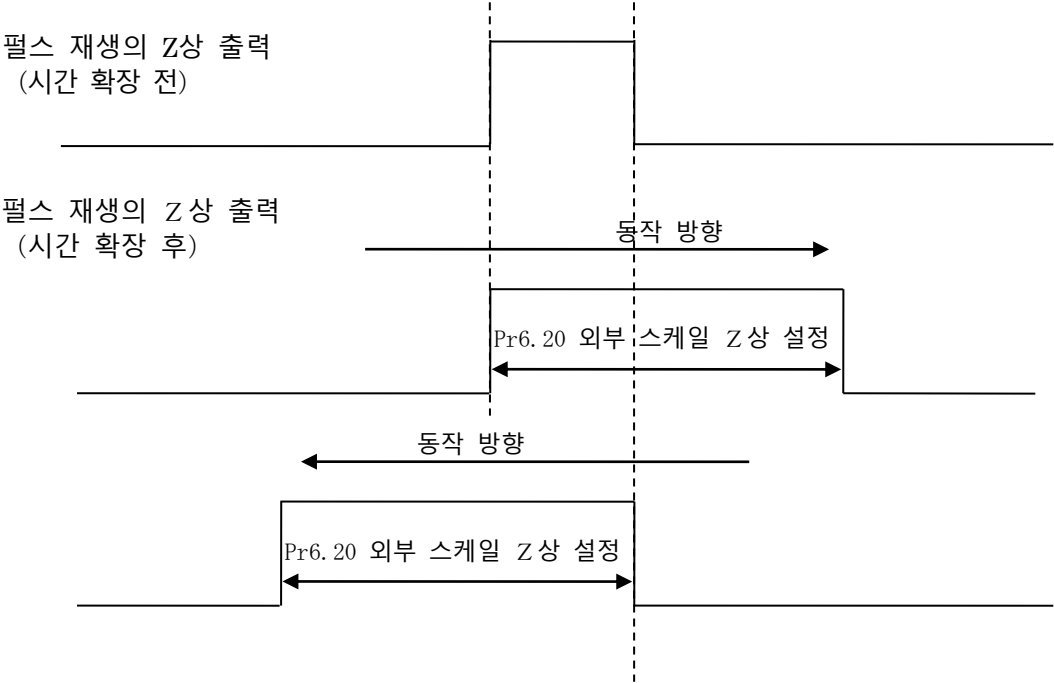 펄스 재생의 Z상 출력
(시간 확장 전)
펄스 재생의 Z상 출력
(시간 확장 후)
동작 방향
Pr6.20 외부 스케일 Z상 설정
동작 방향
Pr6.20 외부 스케일 Z상 설정